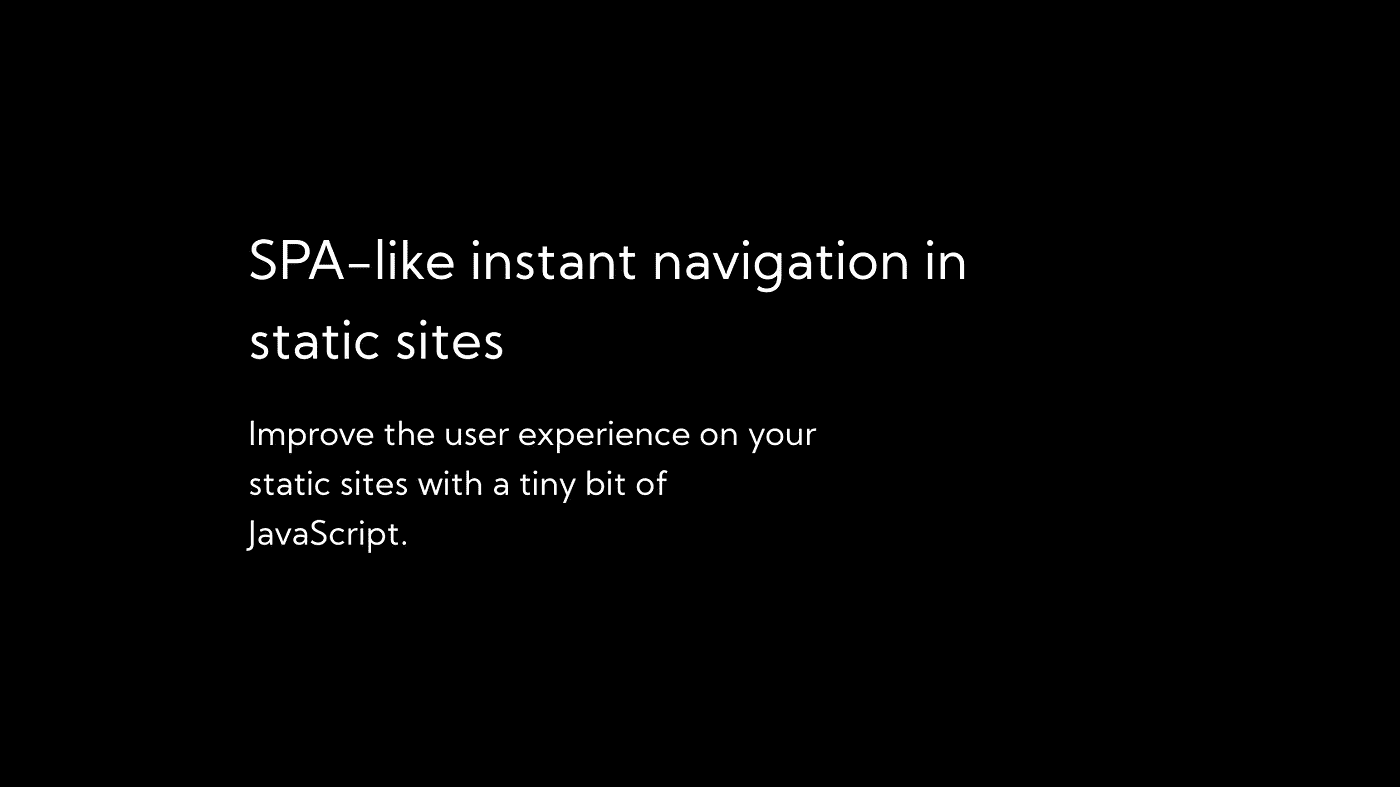 SPA-like instant navigation in
static sites
Improve the user experience on your
static sites with a tiny bit of
JavaScript.